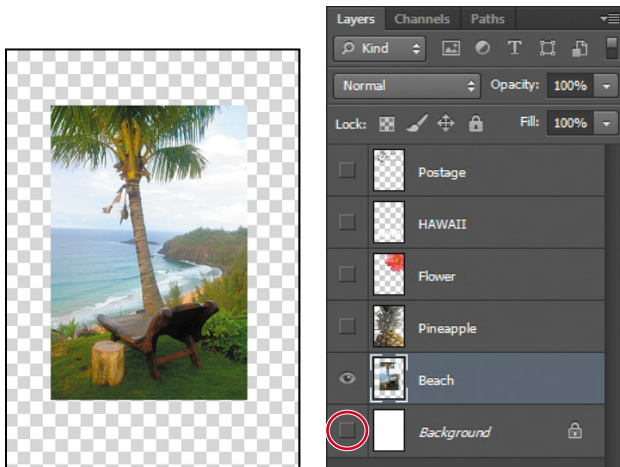 Layers Channels Paths
Kind T
Normal Opacity: 100%
Lock: Fill: 100%
Postage
HAWAII
Flower
Pineapple
Beach
Background